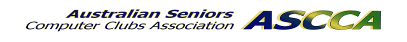 Australian Seniors
Computer Clubs Association
ASCCA